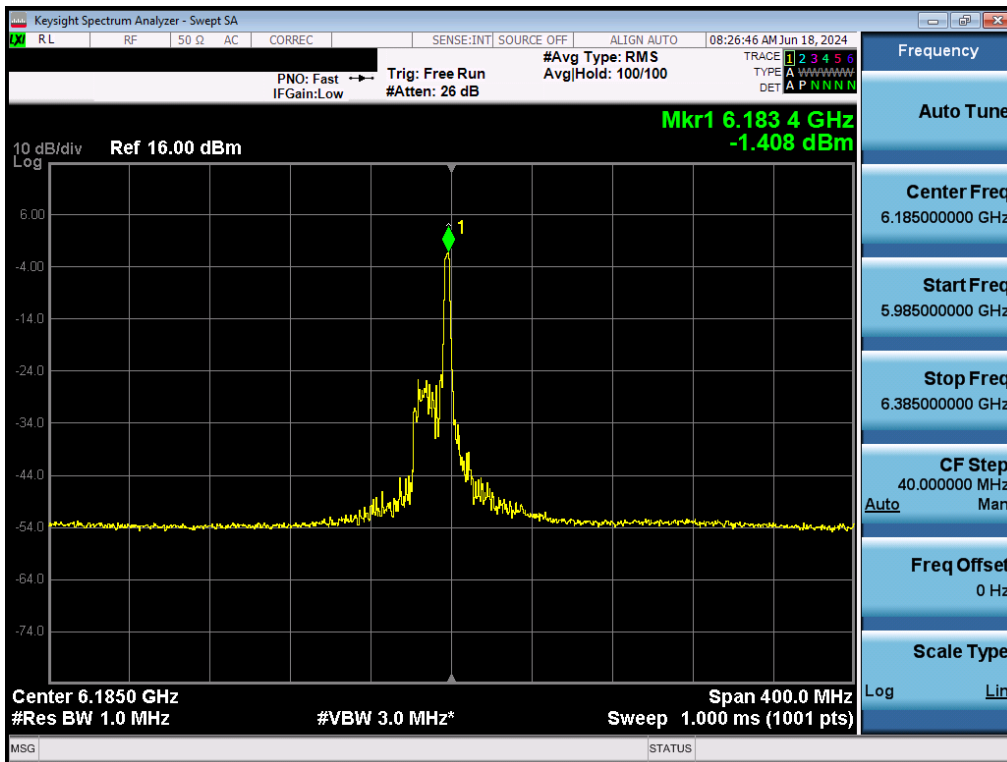 Keysight Spectrum Analyzer - Swept SA
LXI RL RF 50 Ω AC CORREC SENSE:INT SOURCE OFF ALIGN AUTO 08:26:46 AM Jun 18, 2024
PNO: Fast
IFGain:Low
Trig: Free Run
#Atten: 26 dB
#Avg Type: RMS
Avg|Hold: 100/100
TRACE 1 2 3 4 5 6
TYPE A WWWWW
DET A P N N N N
Mkr1 6.183 4 GHz
-1.408 dBm
10 dB/div Ref 16.00 dBm
Log
6.00
1
-4.00
-14.0
-24.0
-34.0
-44.0
-54.0
-64.0
-74.0
Center 6.1850 GHz Span 400.0 MHz
#Res BW 1.0 MHz #VBW 3.0 MHz* Sweep 1.000 ms (1001 pts)
MSG STATUS
Frequency
Auto Tune
Center Freq
6.185000000 GHz
Start Freq
5.985000000 GHz
Stop Freq
6.385000000 GHz
CF Step
40.000000 MHz
Auto Man
Freq Offset
0 Hz
Scale Type
Log Lin